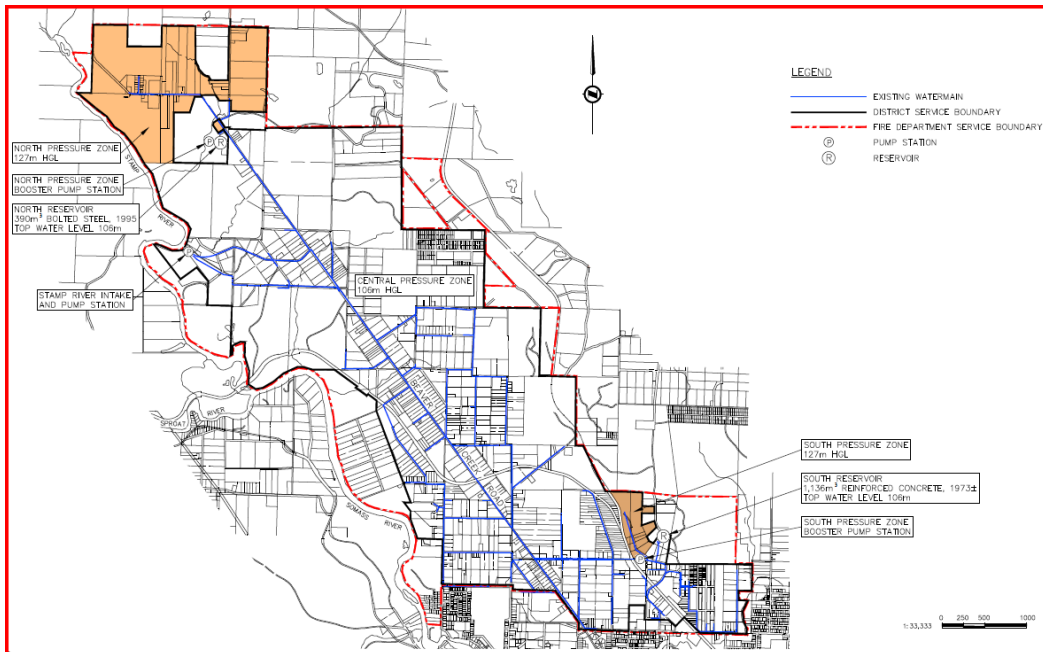 LEGEND
EXISTING WATERMAIN
DISTRICT SERVICE BOUNDARY
FIRE DEPARTMENT SERVICE BOUNDARY
P PUMP STATION
R RESERVOIR
NORTH PRESSURE ZONE
127m HGL
P R
NORTH PRESSURE ZONE
BOOSTER PUMP STATION
NORTH RESERVOIR
390m³ BOLTED STEEL, 1995
TOP WATER LEVEL 106m
STAMP
RIVER
P
STAMP RIVER INTAKE
AND PUMP STATION
CENTRAL PRESSURE ZONE
106m HGL
BEAVER
CREEK
ROAD
SPROAT
RIVER
SOMASS
RIVER
SOUTH PRESSURE ZONE
127m HGL
SOUTH RESERVOIR
1,136m³ REINFORCED CONCRETE, 1973±
TOP WATER LEVEL 106m
SOUTH PRESSURE ZONE
BOOSTER PUMP STATION
R
P
1:33,333
0 250 500 1000